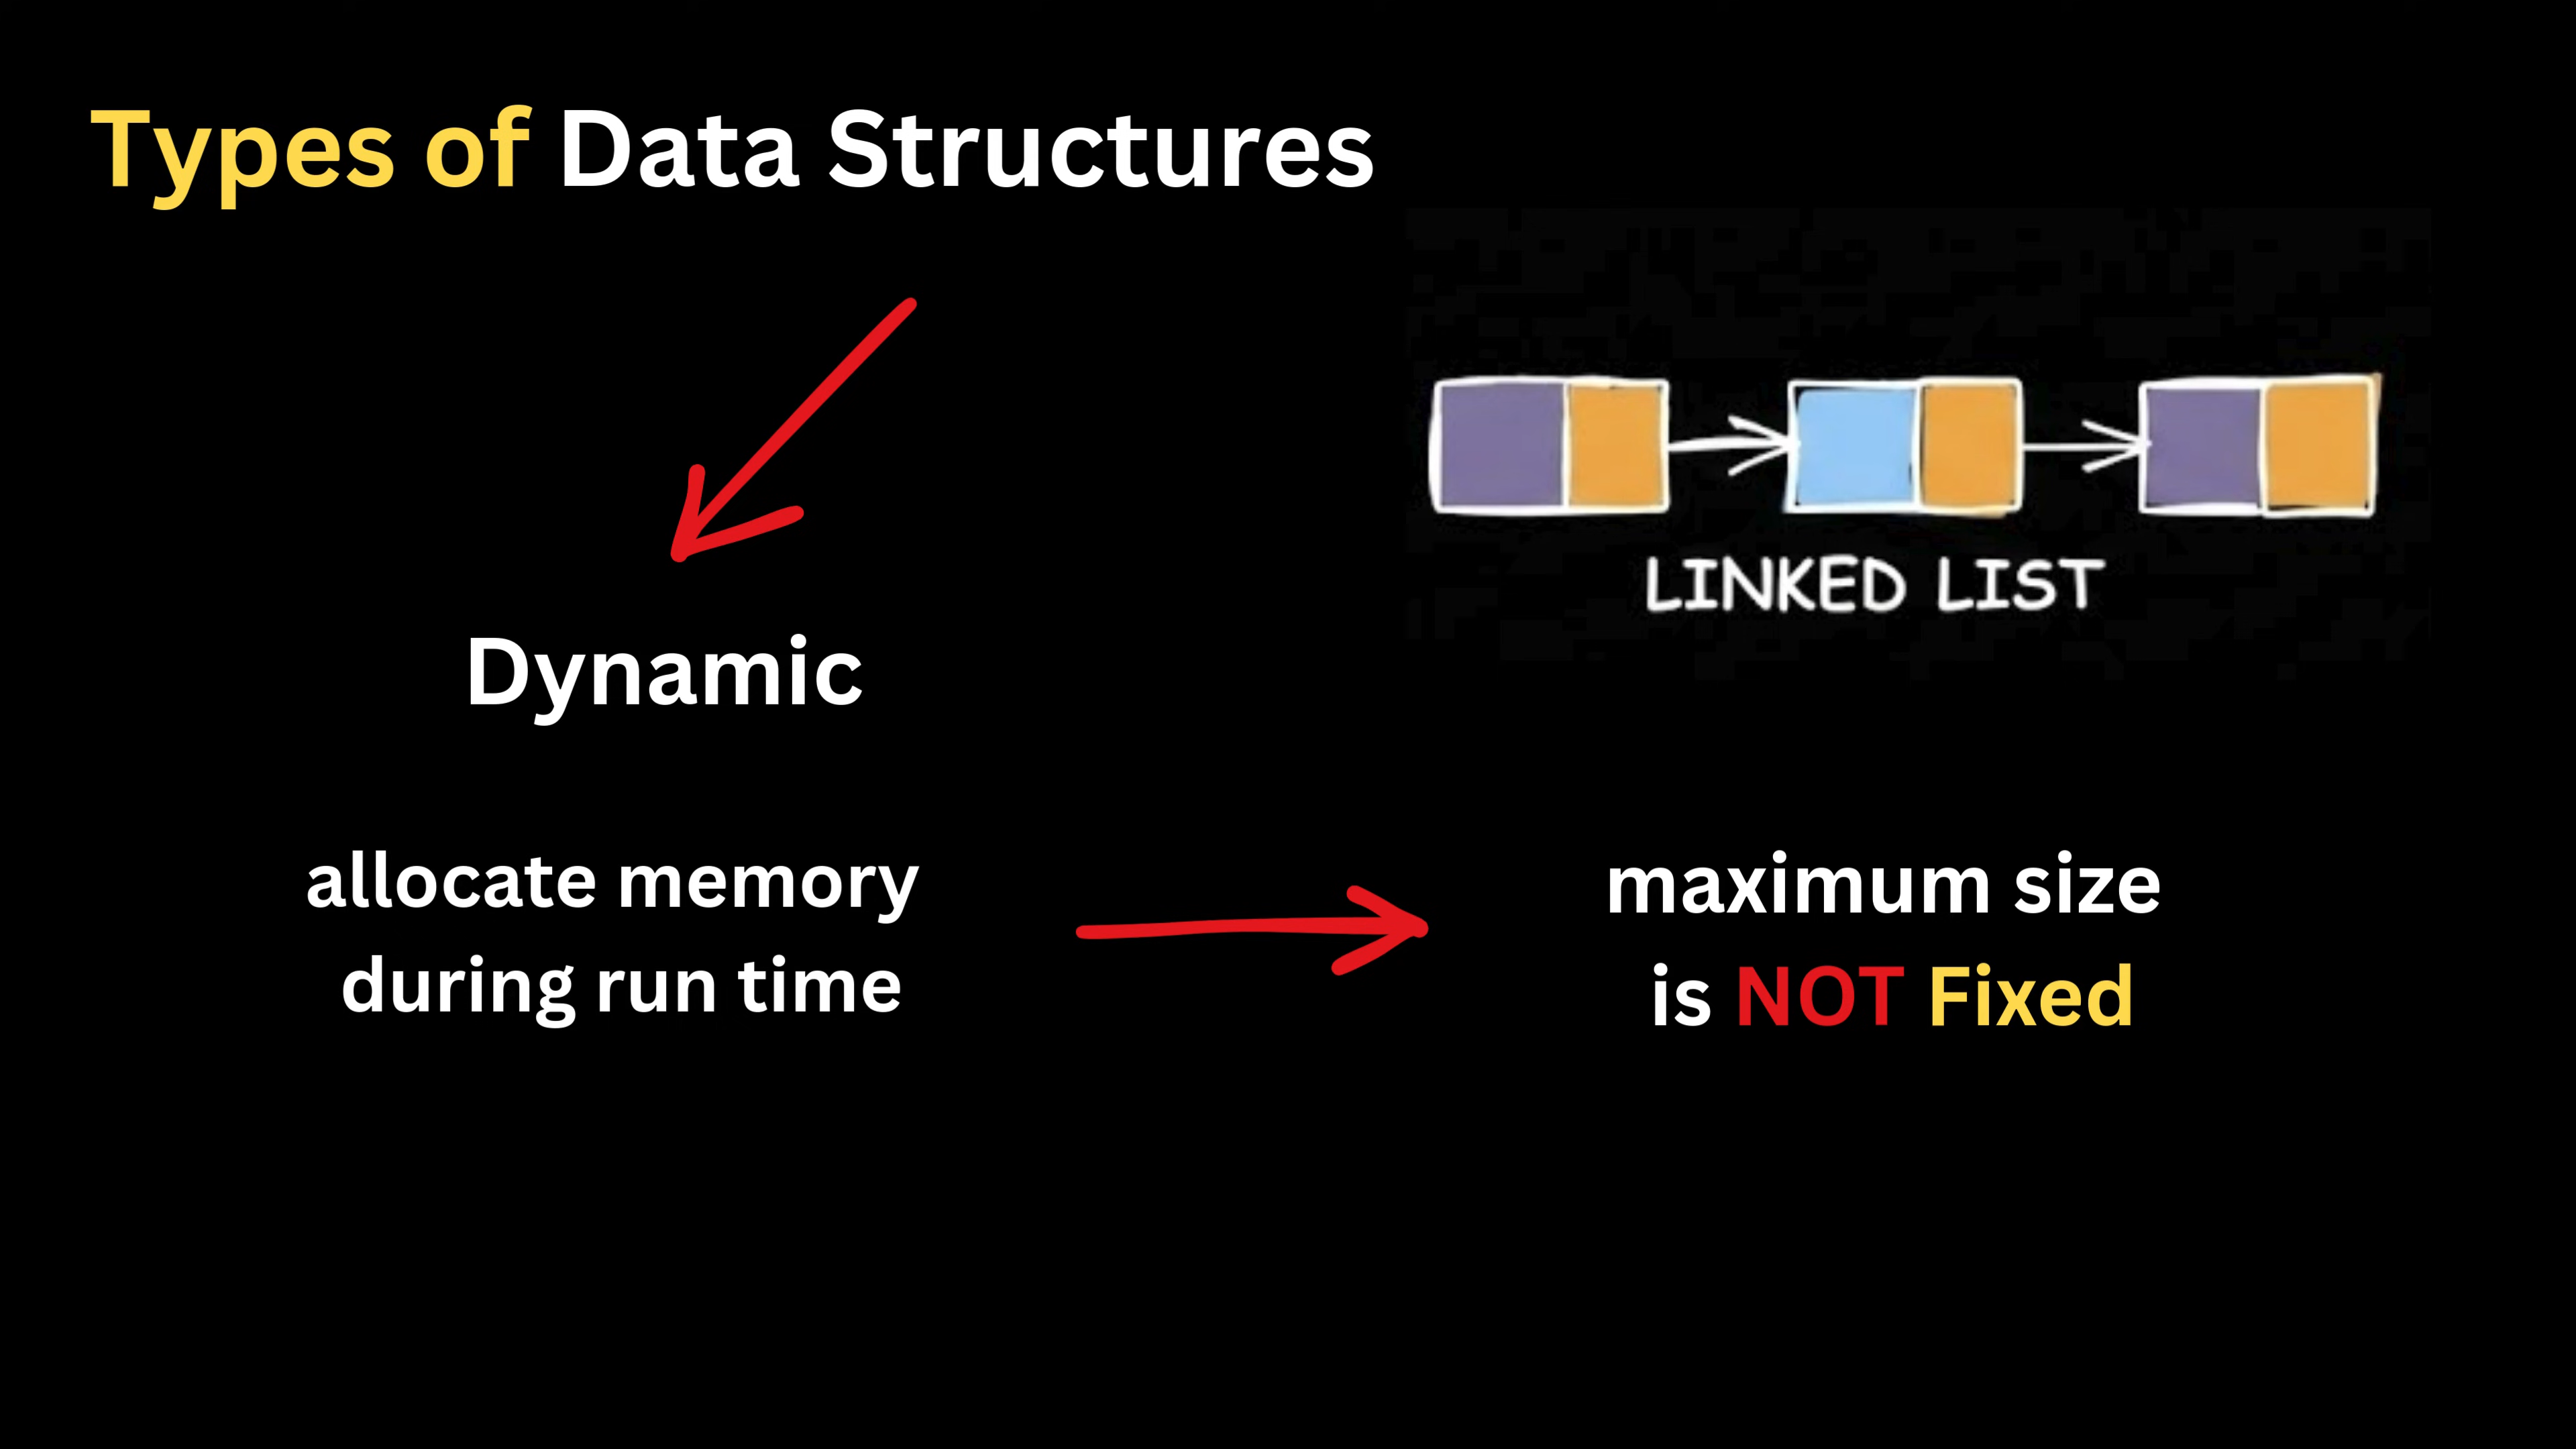 Types of Data Structures
LINKED LIST
Dynamic
allocate memory
during run time
maximum size
is NOT Fixed